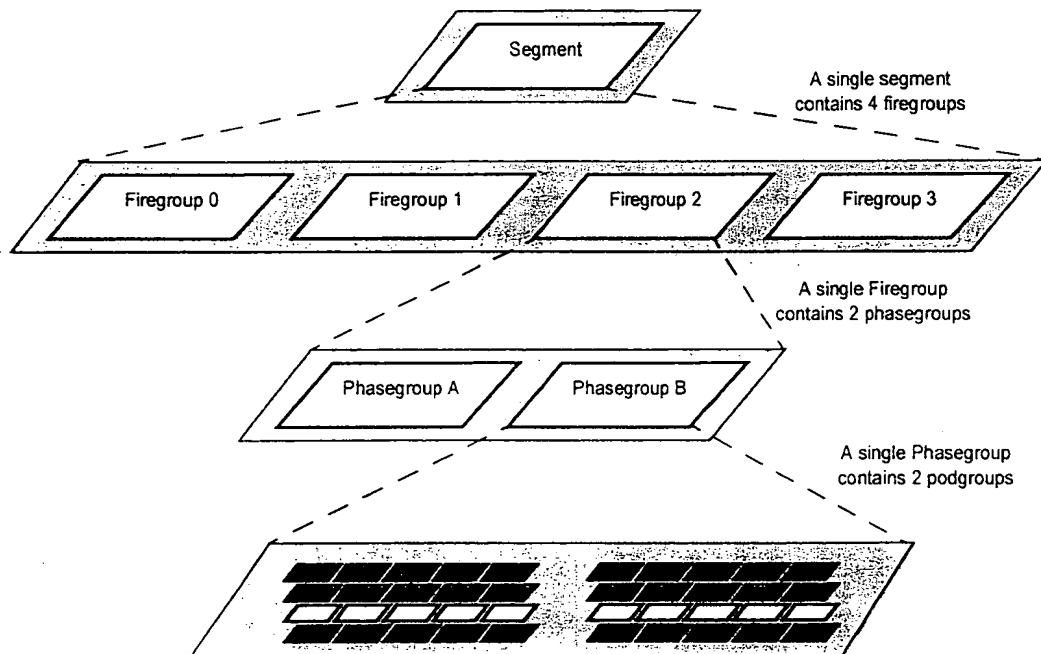 Segment
A single segment
contains 4 firegroups
Firegroup 0
Firegroup 1
Firegroup 2
Firegroup 3
A single Firegroup
contains 2 phasegroups
Phasegroup A
Phasegroup B
A single Phasegroup
contains 2 podgroups